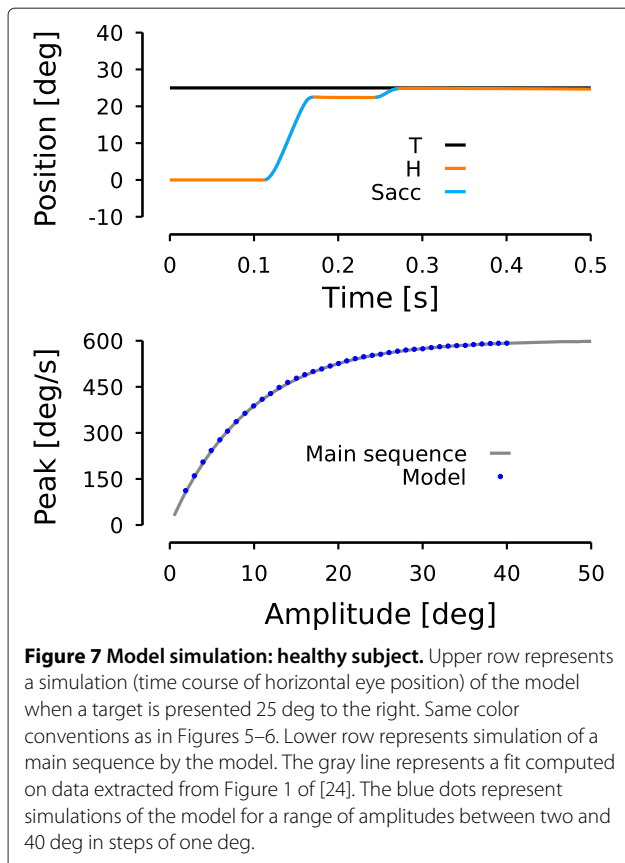 40
30
20
10
0
-10
Position [deg]
T
H
Sacc
0 0.1 0.2 0.3 0.4 0.5
Time [s]
600
450
300
150
0
Peak [deg/s]
Main sequence
Model
0 10 20 30 40 50
Amplitude [deg]
Figure 7 Model simulation: healthy subject. Upper row represents
a simulation (time course of horizontal eye position) of the model
when a target is presented 25 deg to the right. Same color
conventions as in Figures 5–6. Lower row represents simulation of a
main sequence by the model. The gray line represents a fit computed
on data extracted from Figure 1 of [24]. The blue dots represent
simulations of the model for a range of amplitudes between two and
40 deg in steps of one deg.